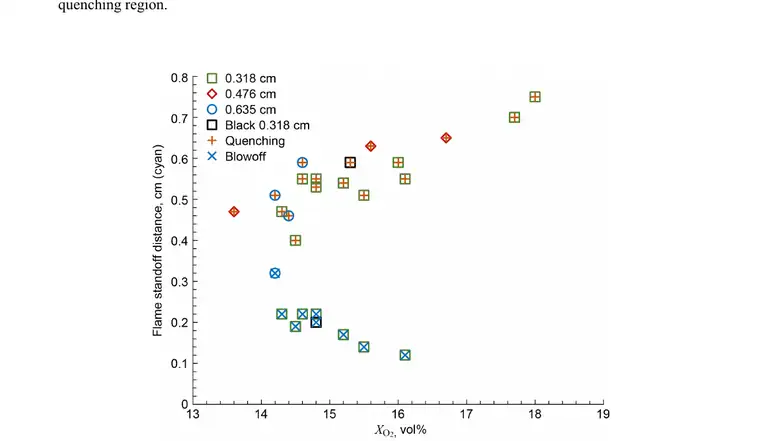 quenching region.
0.8
0.318 cm
0.476 cm
0.7
0.635 cm
Black 0.318 cm
Quenching
0.6
Blowoff
0.5
0.4
0.3
0.2
0.1
0
Flame standoff distance, cm (cyan)
13 14 15 16 17 18 19
XO2, vol%